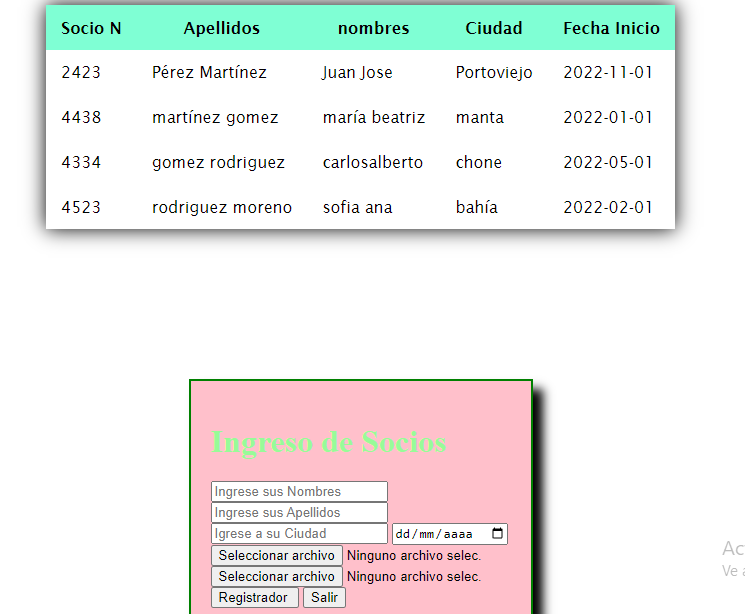 Socio N Apellidos nombres Ciudad Fecha Inicio
2423 Pérez Martínez Juan Jose Portoviejo 2022-11-01
4438 martínez gomez maría beatriz manta 2022-01-01
4334 gomez rodriguez carlosalberto chone 2022-05-01
4523 rodriguez moreno sofia ana bahía 2022-02-01
Ingreso de Socios
Ingrese sus Nombres
Ingrese sus Apellidos
Igrese a su Ciudad dd/mm/aaaa
Seleccionar archivo Ninguno archivo selec.
Seleccionar archivo Ninguno archivo selec.
Registrador Salir
Ac
Ve a